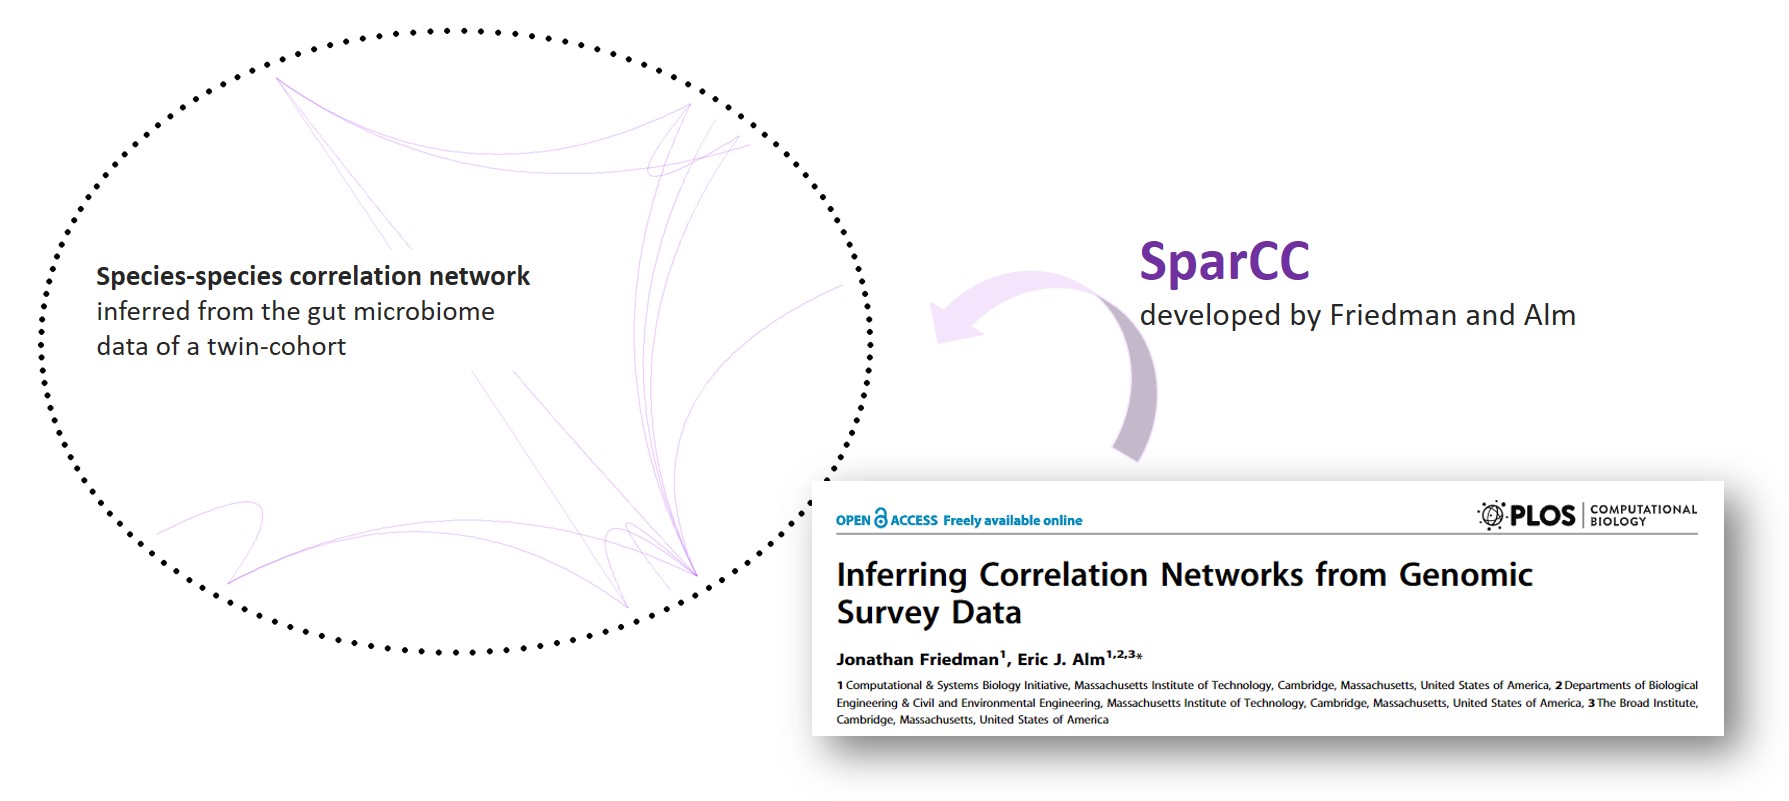 Species-species correlation network
inferred from the gut microbiome
data of a twin-cohort
SparCC
developed by Friedman and Alm
OPEN ACCESS Freely available online
PLOS COMPUTATIONAL
BIOLOGY
Inferring Correlation Networks from Genomic
Survey Data
Jonathan Friedman1, Eric J. Alm1,2,3*
1 Computational & Systems Biology Initiative, Massachusetts Institute of Technology, Cambridge, Massachusetts, United States of America, 2 Departments of Biological
Engineering & Civil and Environmental Engineering, Massachusetts Institute of Technology, Cambridge, Massachusetts, United States of America, 3 The Broad Institute,
Cambridge, Massachusetts, United States of America